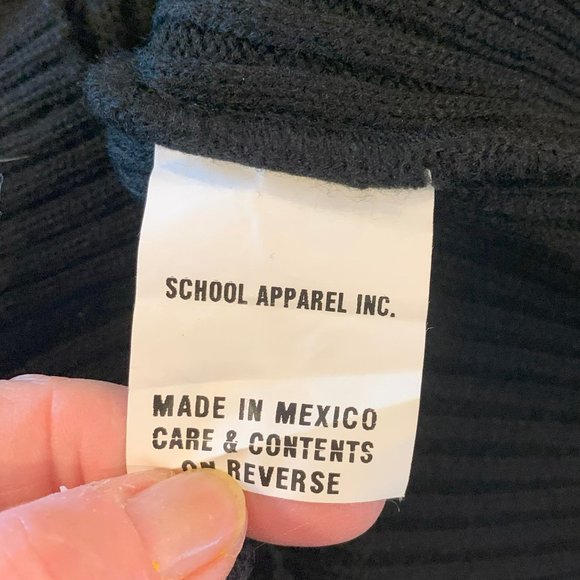 SCHOOL APPAREL INC.
MADE IN MEXICO
CARE & CONTENTS
ON REVERSE